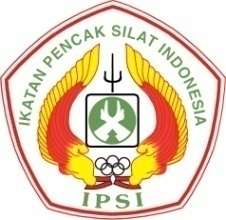 IKATAN PENCAK SILAT INDONESIA
IPSI